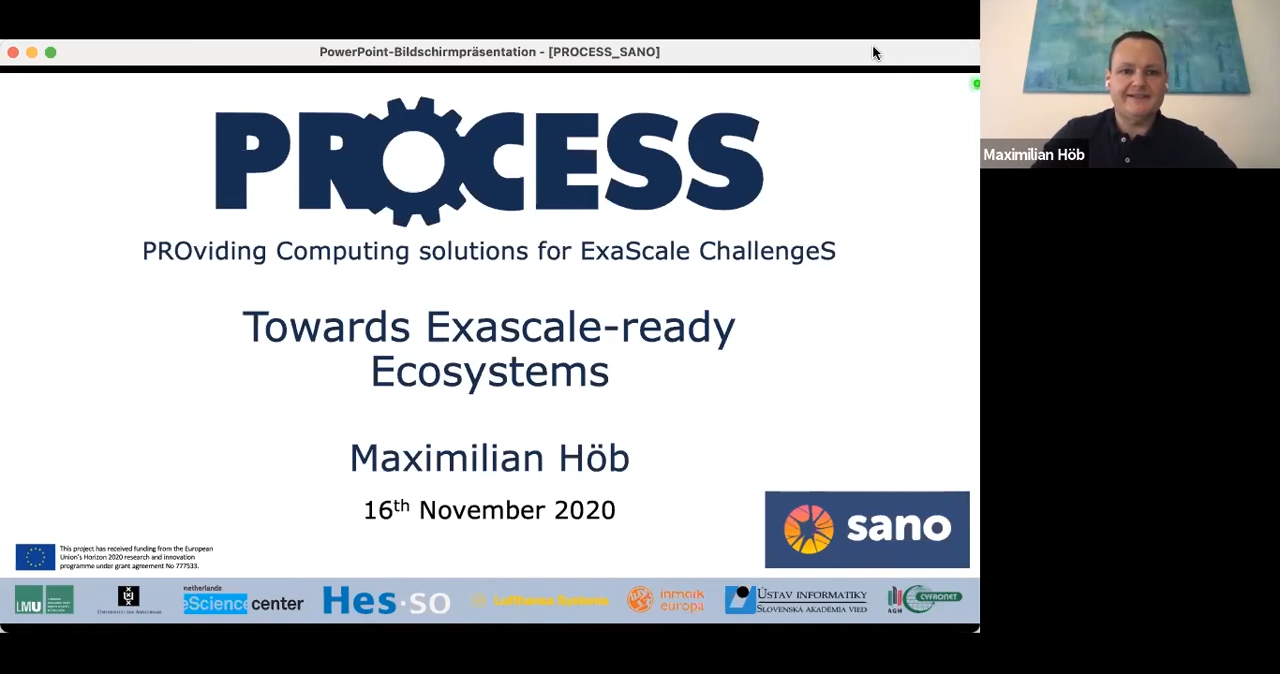 PowerPoint-Bildschirmpräsentation - [PROCESS_SANO]
Maximilian Höb
PROCESS
PROviding Computing solutions for ExaScale ChallengeS
Towards Exascale-ready
Ecosystems
Maximilian Höb
16th November 2020
sano
This project has received funding from the European
Union's Horizon 2020 research and innovation
programme under grant agreement No 777533.
LMU
netherlands
eScience center
Hes·so
Lufthansa Systems
inmark
europa
ÚSTAV INFORMATIKY
SLOVENSKÁ AKADÉMIA VIED
AGH
CYFRONET